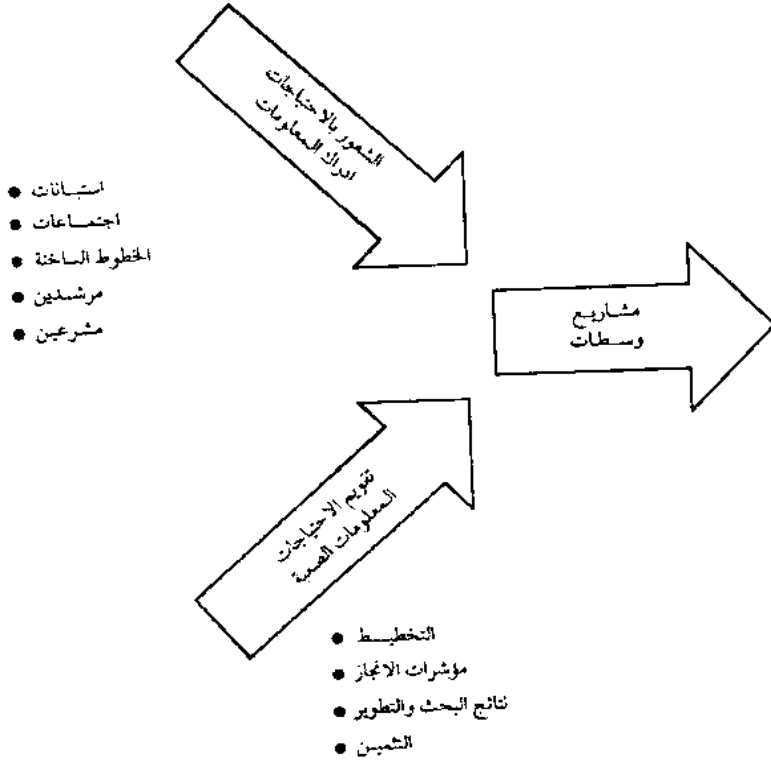 الشعور بالاحتياجات
ادراك المعلومات
استبانات
اجتماعات
الخطوط الساخنة
مرشدين
مشرعين
مشاريع
وسطات
تقويم الاحتياجات
المعلومات الصعبة
التخطيط
مؤشرات الانجاز
نتائج البحث والتطوير
التثمين